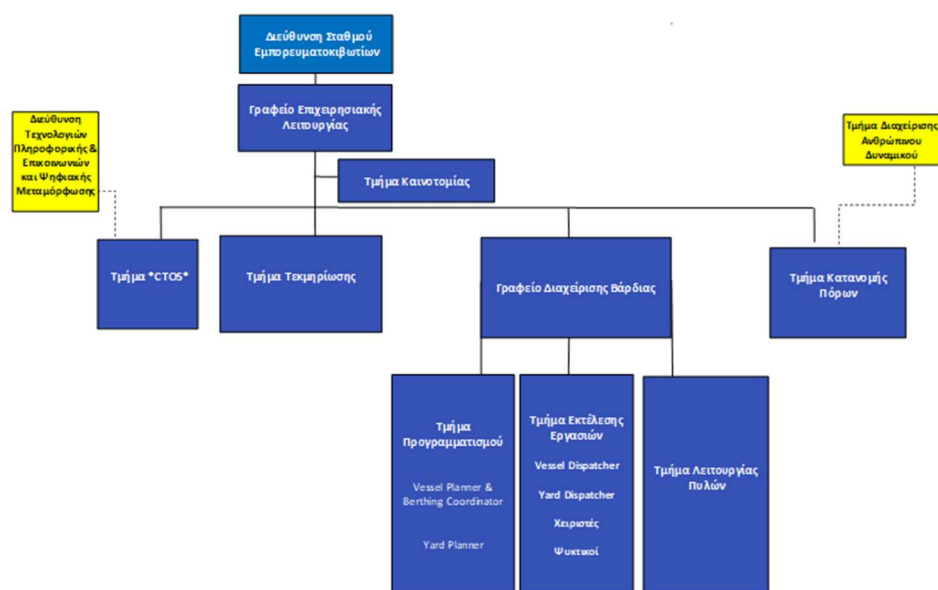 Διεύθυνση Σταθμού
Εμπορευματοκιβωτίων
Γραφείο Επιχειρησιακής
Λειτουργίας
Διεύθυνση
Τεχνολογιών
Πληροφορικής &
Επικοινωνιών
και Ψηφιακής
Μεταμόρφωσης
Τμήμα Διαχείρισης
Ανθρώπινου
Δυναμικού
Τμήμα Καινοτομίας
Τμήμα *CTOS*
Τμήμα Τεκμηρίωσης
Γραφείο Διαχείρισης Βάρδιας
Τμήμα Κατανομής
Πόρων
Τμήμα
Προγραμματισμού
Vessel Planner &
Berthing Coordinator
Yard Planner
Τμήμα Εκτέλεσης
Εργασιών
Vessel Dispatcher
Yard Dispatcher
Χειριστές
Ψυκτικοί
Τμήμα Λειτουργίας
Πυλών